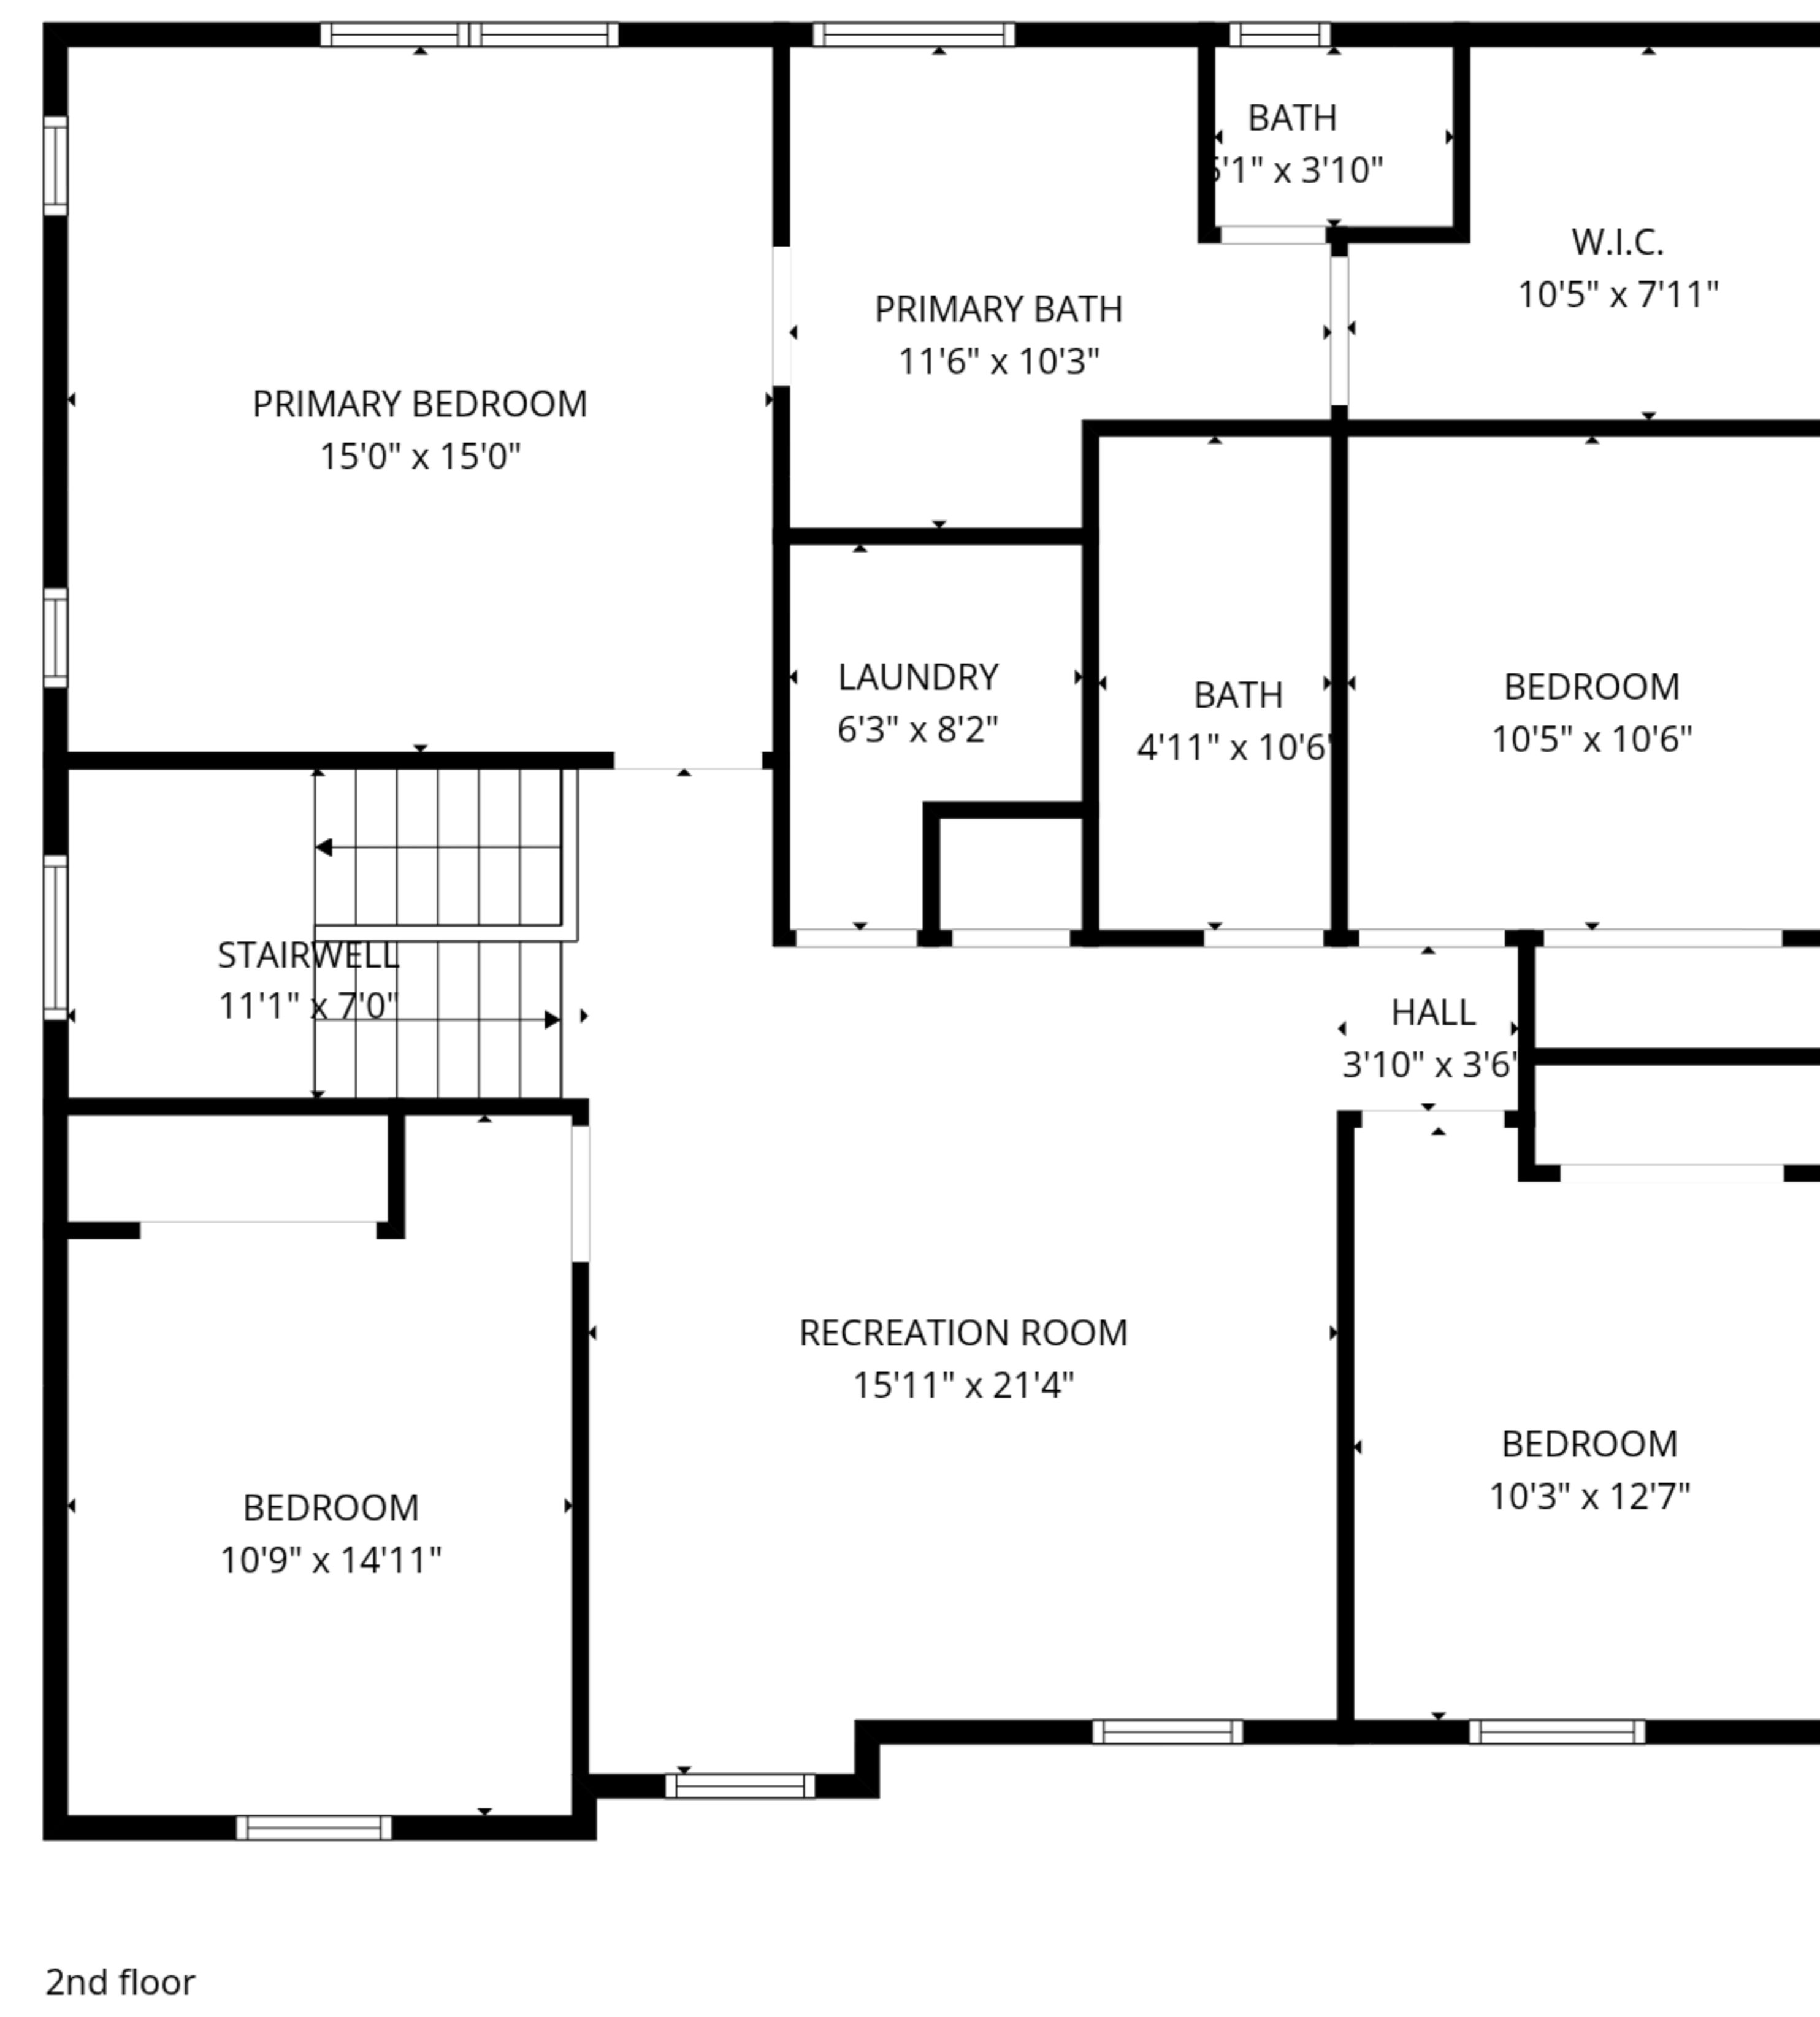 BATH
5'1" x 3'10"
W.I.C.
10'5" x 7'11"
PRIMARY BATH
11'6" x 10'3"
PRIMARY BEDROOM
15'0" x 15'0"
LAUNDRY
6'3" x 8'2"
BATH
4'11" x 10'6"
BEDROOM
10'5" x 10'6"
STAIRWELL
11'1" x 7'0"
HALL
3'10" x 3'6"
RECREATION ROOM
15'11" x 21'4"
BEDROOM
10'3" x 12'7"
BEDROOM
10'9" x 14'11"
2nd floor